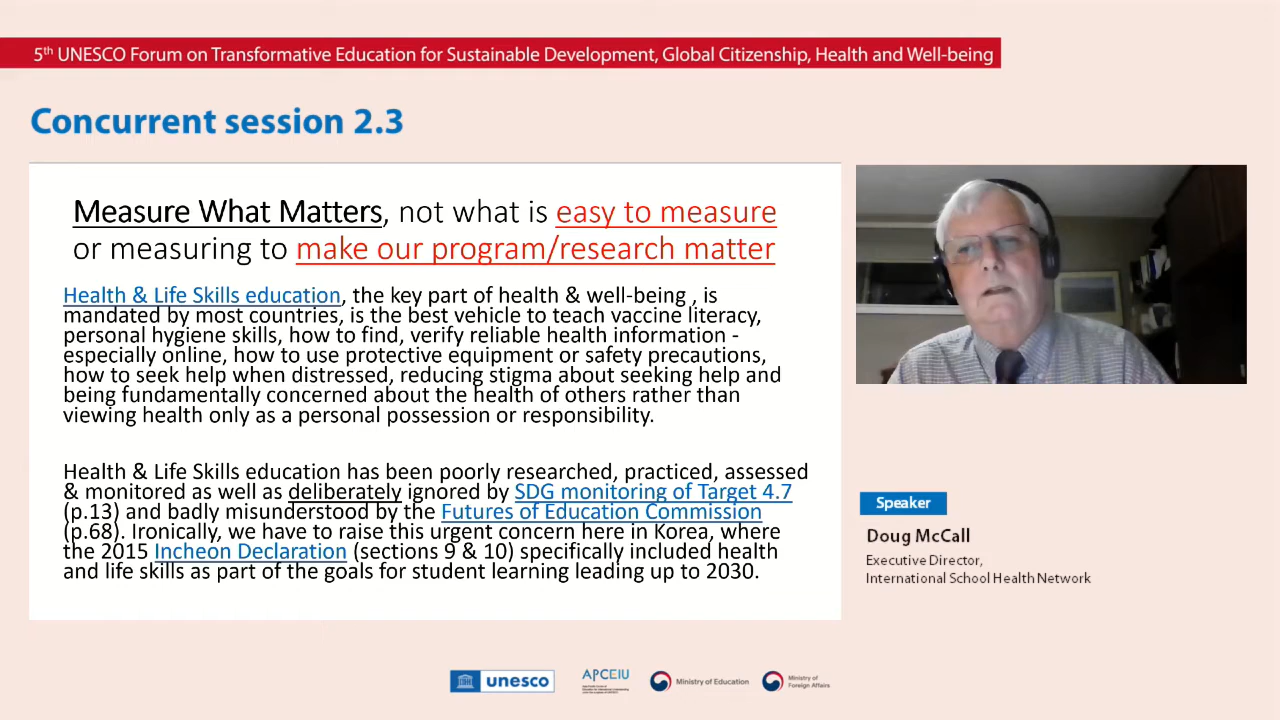 5th UNESCO Forum on Transformative Education for Sustainable Development, Global Citizenship, Health and Well-being
Concurrent session 2.3
Measure What Matters, not what is easy to measure
or measuring to make our program/research matter
Health & Life Skills education, the key part of health & well-being , is
mandated by most countries, is the best vehicle to teach vaccine literacy,
personal hygiene skills, how to find, verify reliable health information -
especially online, how to use protective equipment or safety precautions,
how to seek help when distressed, reducing stigma about seeking help and
being fundamentally concerned about the health of others rather than
viewing health only as a personal possession or responsibility.
Health & Life Skills education has been poorly researched, practiced, assessed
& monitored as well as deliberately ignored by SDG monitoring of Target 4.7
(p.13) and badly misunderstood by the Futures of Education Commission
(p.68). Ironically, we have to raise this urgent concern here in Korea, where
the 2015 Incheon Declaration (sections 9 & 10) specifically included health
and life skills as part of the goals for student learning leading up to 2030.
Speaker
Doug McCall
Executive Director,
International School Health Network
unesco
APCEIU
Ministry of Education
Ministry of
Foreign Affairs